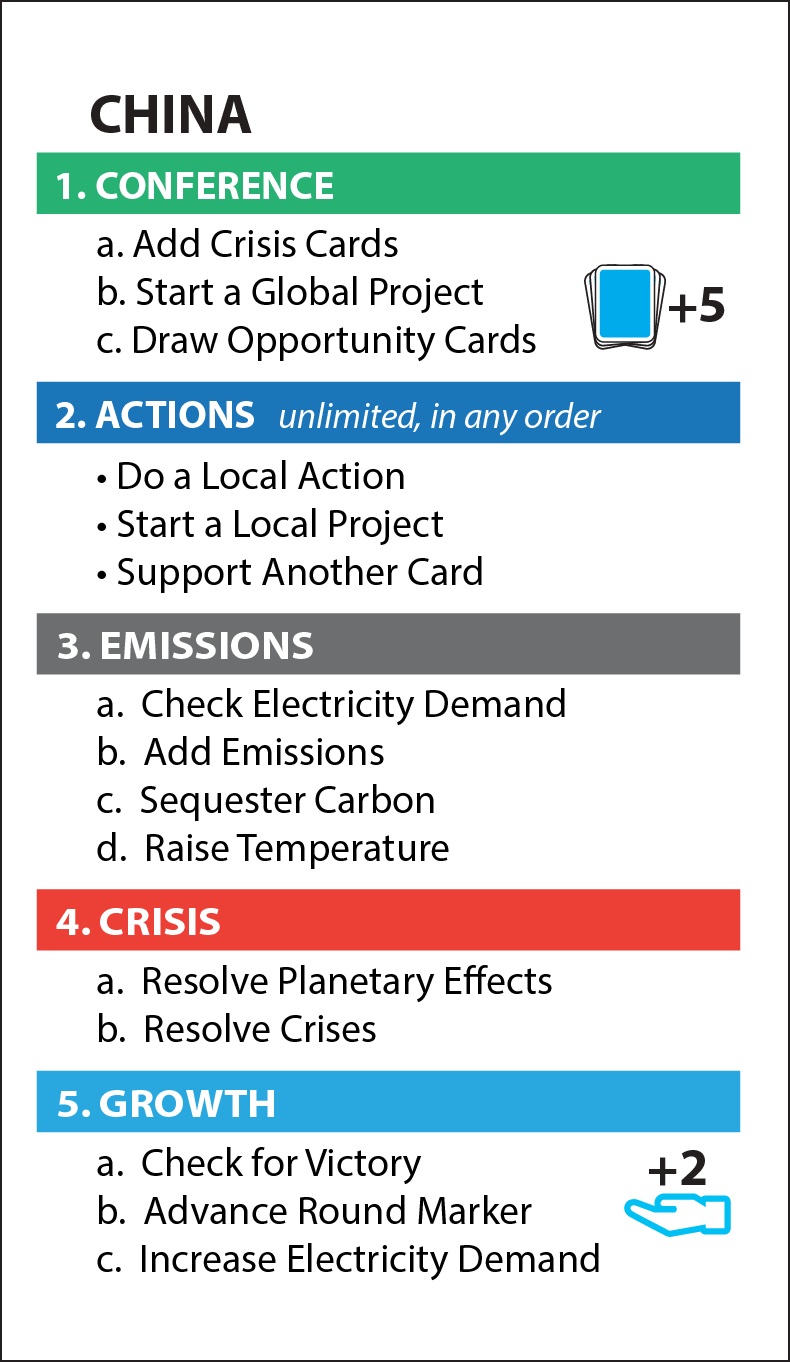 CHINA
1. CONFERENCE
a. Add Crisis Cards
b. Start a Global Project
c. Draw Opportunity Cards
+5
2. ACTIONS unlimited, in any order
• Do a Local Action
• Start a Local Project
• Support Another Card
3. EMISSIONS
a. Check Electricity Demand
b. Add Emissions
c. Sequester Carbon
d. Raise Temperature
4. CRISIS
a. Resolve Planetary Effects
b. Resolve Crises
5. GROWTH
a. Check for Victory
+2
b. Advance Round Marker
c. Increase Electricity Demand